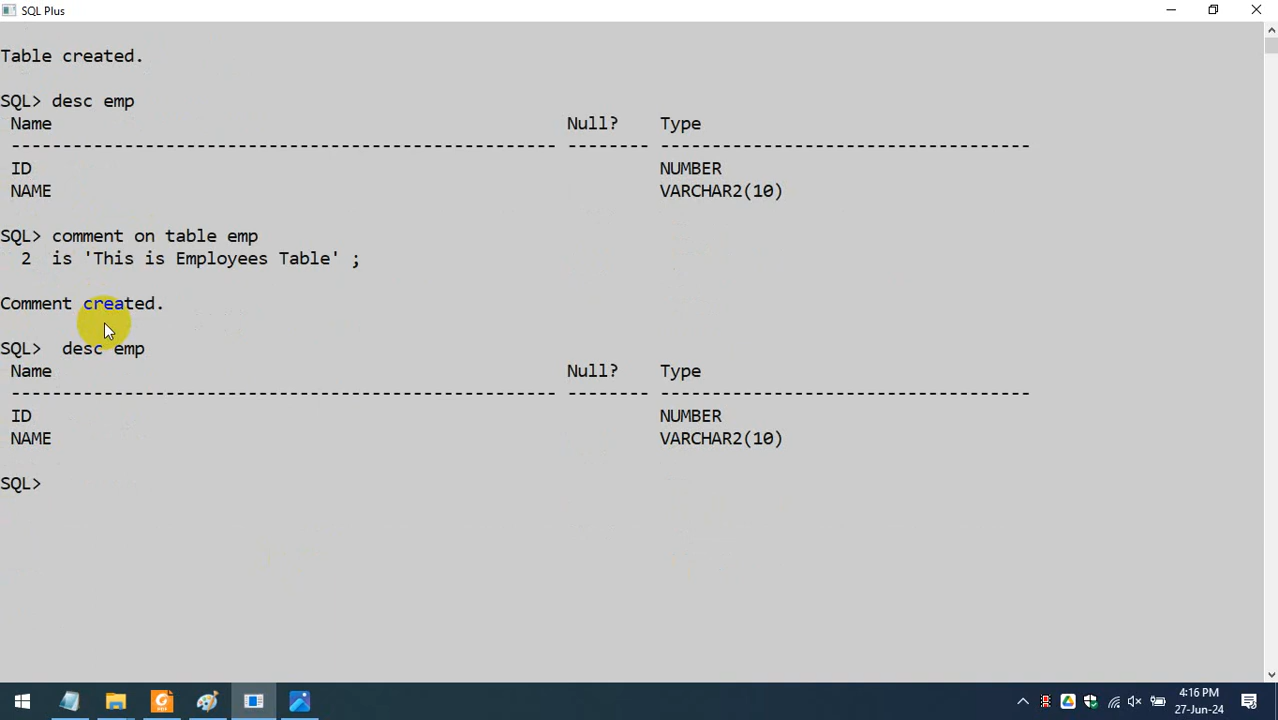 SQL Plus
Table created.
SQL> desc emp
Name Null? Type
----------------------------------------------------- -------- ------------------------------------
ID NUMBER
NAME VARCHAR2(10)
SQL> comment on table emp
2 is 'This is Employees Table' ;
Comment created.
SQL> desc emp
Name Null? Type
----------------------------------------------------- -------- ------------------------------------
ID NUMBER
NAME VARCHAR2(10)
SQL>
PDF
4:16 PM
27-Jun-24